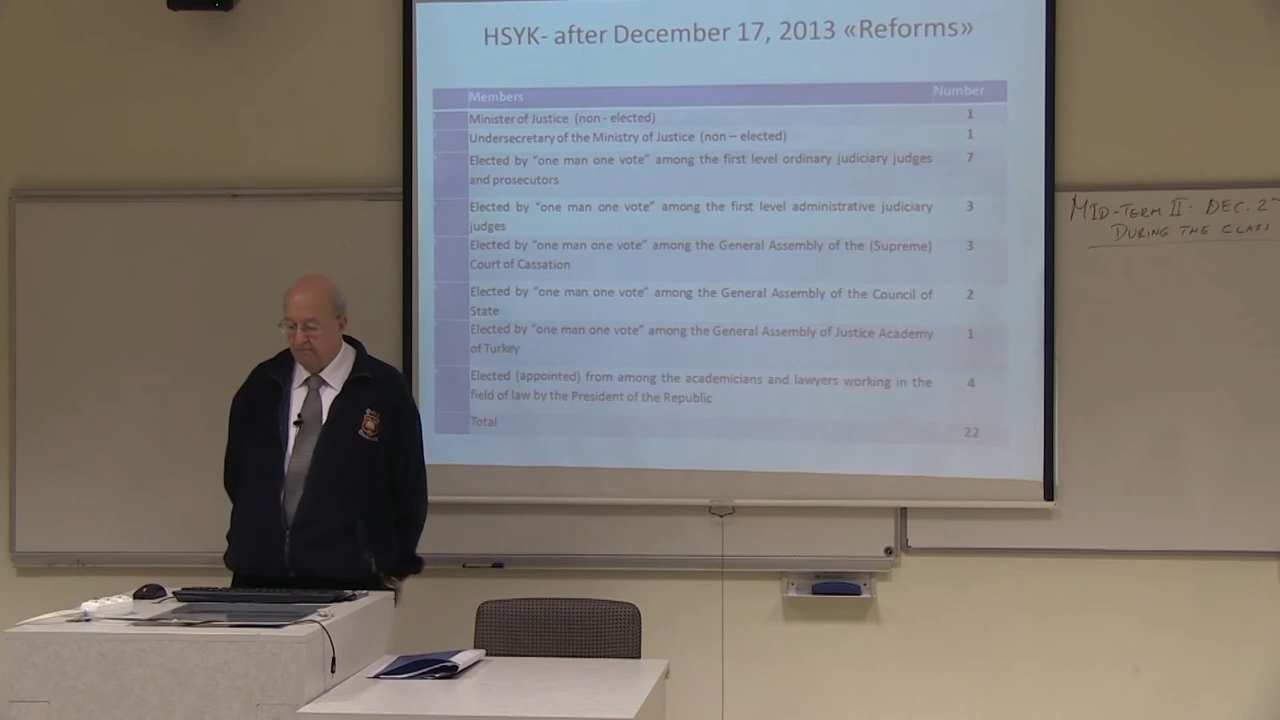 HSYK- after December 17, 2013 «Reforms»
Members Number
Minister of Justice (non - elected) 1
Undersecretary of the Ministry of Justice (non – elected) 1
Elected by “one man one vote” among the first level ordinary judiciary judges 7
and prosecutors
Elected by “one man one vote” among the first level administrative judiciary 3
judges
Elected by “one man one vote” among the General Assembly of the (Supreme) 3
Court of Cassation
Elected by “one man one vote” among the General Assembly of the Council of 2
State
Elected by “one man one vote” among the General Assembly of Justice Academy 1
of Turkey
Elected (appointed) from among the academicians and lawyers working in the 4
field of law by the President of the Republic
Total
22
MID-TERM II: DEC. 2
DURING THE CLASS